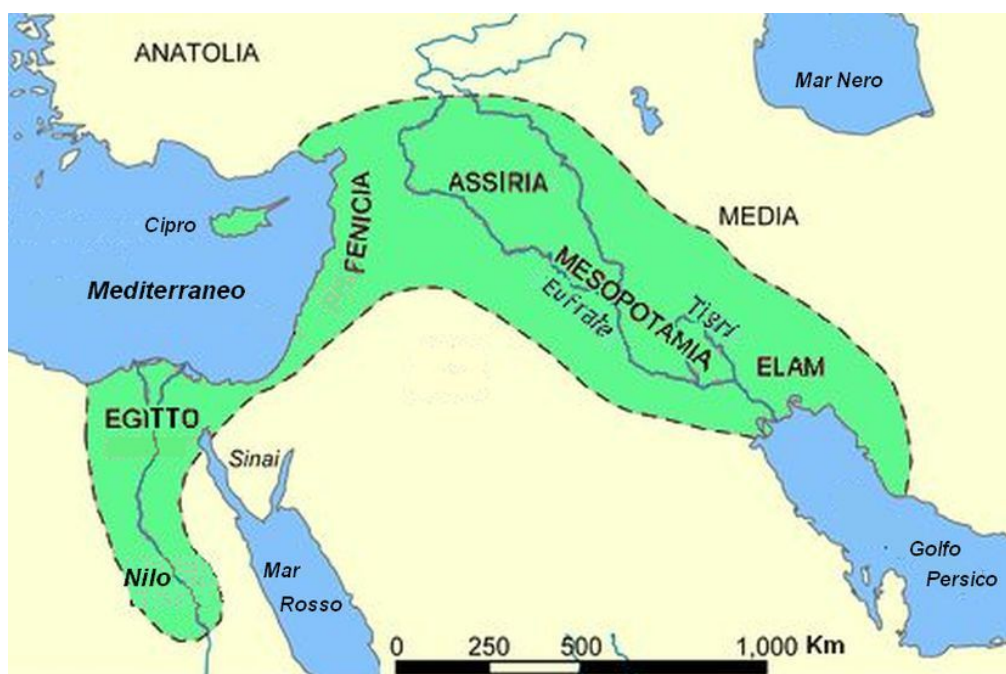 ANATOLIA
Mar Nero
ASSIRIA
FENICIA
MEDIA
Cipro
Mediterraneo
MESOPOTAMIA
Eufrate
Tigri
ELAM
EGITTO
Sinai
Nilo
Mar
Rosso
Golfo
Persico
0 250 500 1,000 Km